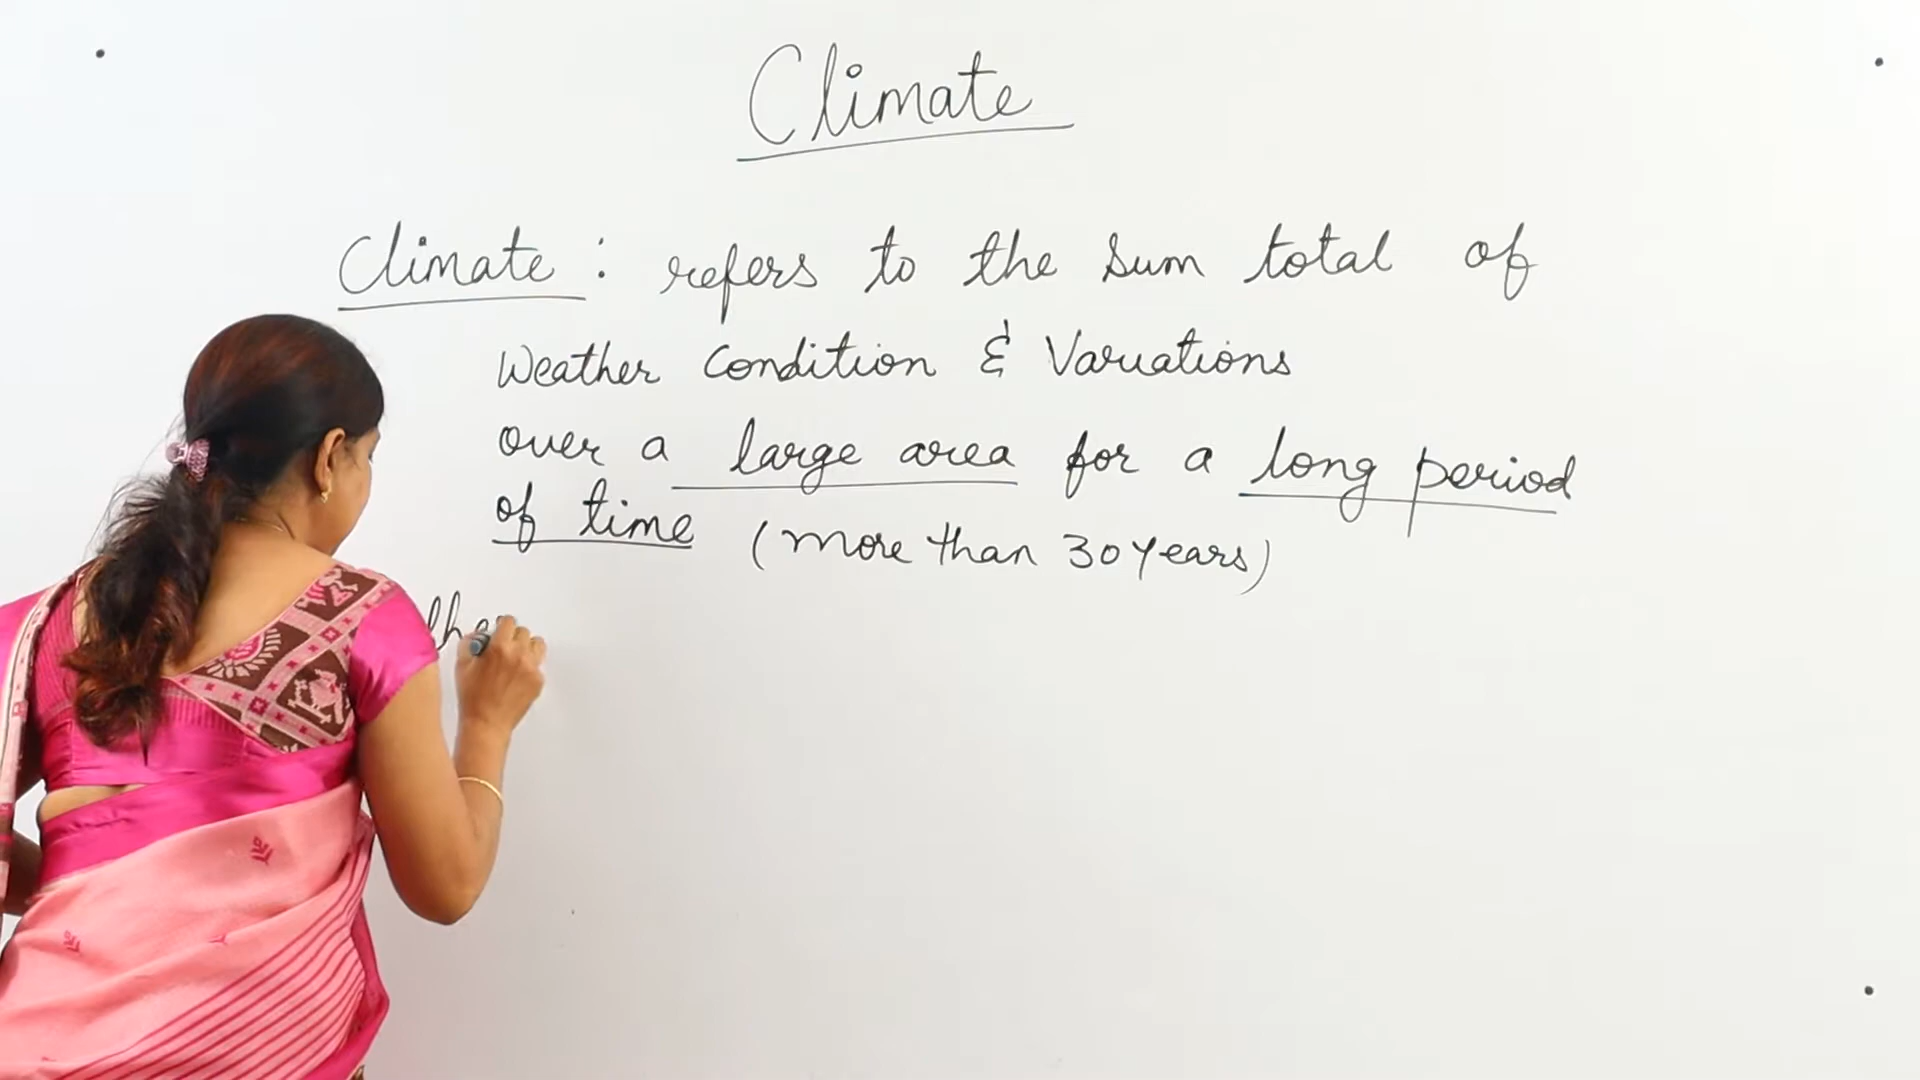 Climate
Climate : refers to the Sum total of
Weather Condition & Variations
over a large area for a long period
of time (more than 30 years)